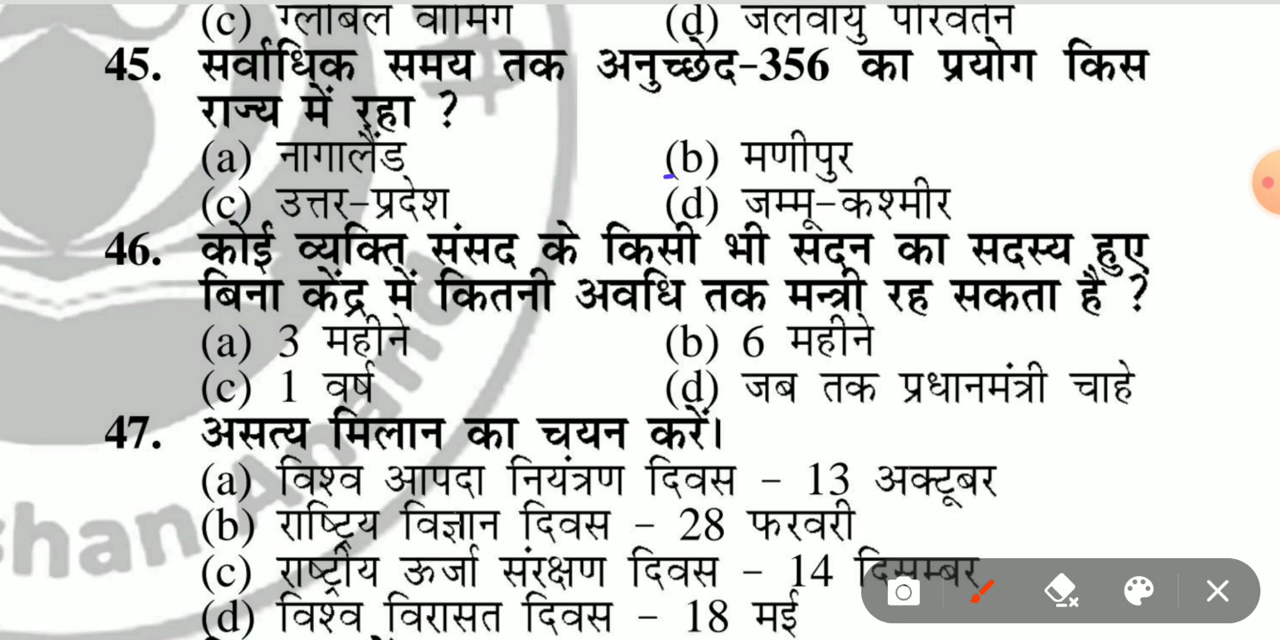 (c) ग्लोबल वार्मिंग (d) जलवायु परिवर्तन
45. सर्वाधिक समय तक अनुच्छेद-356 का प्रयोग किस
राज्य में रहा ?
(a) नागालैंड (b) मणीपुर
(c) उत्तर-प्रदेश (d) जम्मू-कश्मीर
46. कोई व्यक्ति संसद के किसी भी सदन का सदस्य हुए
बिना केंद्र में कितनी अवधि तक मन्त्री रह सकता है ?
(a) 3 महीने (b) 6 महीने
(c) 1 वर्ष (d) जब तक प्रधानमंत्री चाहे
47. असत्य मिलान का चयन करें।
(a) विश्व आपदा नियंत्रण दिवस – 13 अक्टूबर
(b) राष्ट्रिय विज्ञान दिवस – 28 फरवरी
(c) राष्ट्रीय ऊर्जा संरक्षण दिवस – 14 दिसम्बर
(d) विश्व विरासत दिवस – 18 मई